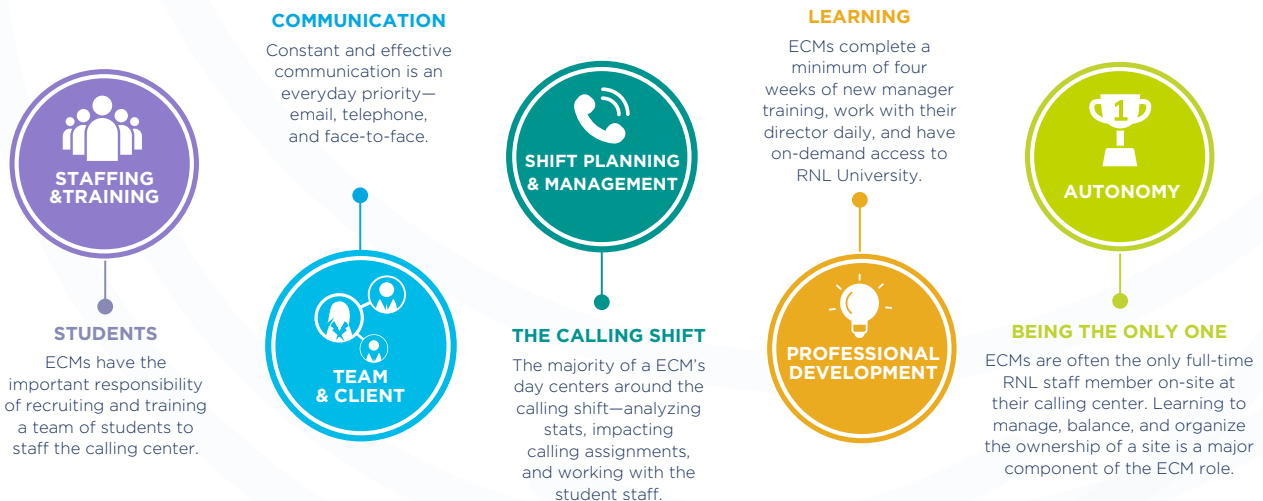 STAFFING
&TRAINING
STUDENTS
ECMs have the
important responsibility
of recruiting and training
a team of students to
staff the calling center.
COMMUNICATION
Constant and effective
communication is an
everyday priority—
email, telephone,
and face-to-face.
TEAM
& CLIENT
SHIFT PLANNING
& MANAGEMENT
THE CALLING SHIFT
The majority of a ECM's
day centers around the
calling shift—analyzing
stats, impacting
calling assignments,
and working with the
student staff.
LEARNING
ECMs complete a
minimum of four
weeks of new manager
training, work with their
director daily, and have
on-demand access to
RNL University.
PROFESSIONAL
DEVELOPMENT
1
AUTONOMY
BEING THE ONLY ONE
ECMs are often the only full-time
RNL staff member on-site at
their calling center. Learning to
manage, balance, and organize
the ownership of a site is a major
component of the ECM role.